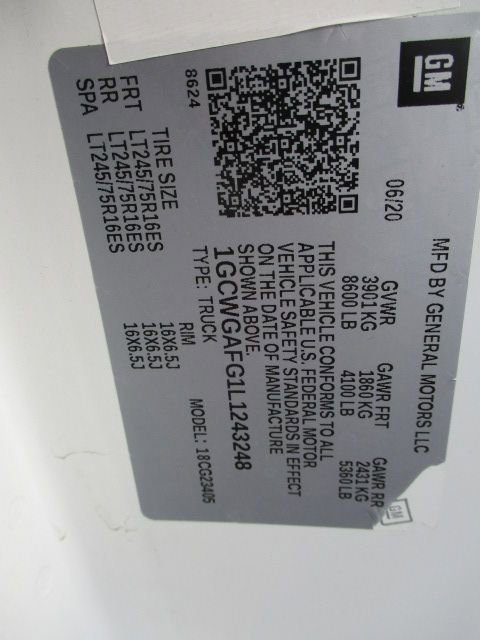 GM
MFD BY GENERAL MOTORS LLC
06/20
GVWR GAWR FRT GAWR RR
3901 KG 1860 KG 2431 KG
8600 LB 4100 LB 5360 LB
THIS VEHICLE CONFORMS TO ALL
APPLICABLE U.S. FEDERAL MOTOR
VEHICLE SAFETY STANDARDS IN EFFECT
ON THE DATE OF MANUFACTURE
SHOWN ABOVE.
1GCWGAFG1L1243248
TYPE: TRUCK MODEL: 18CG23405
8624
TIRE SIZE RIM
FRT LT245/75R16ES 16X6.5J
RR LT245/75R16ES 16X6.5J
SPA LT245/75R16ES 16X6.5J
GM